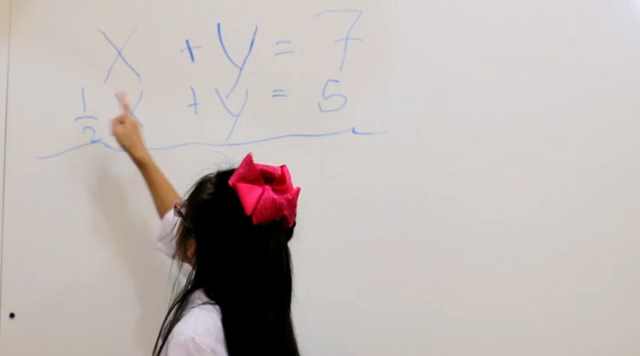 x + y = 7
1/2 x + y = 5